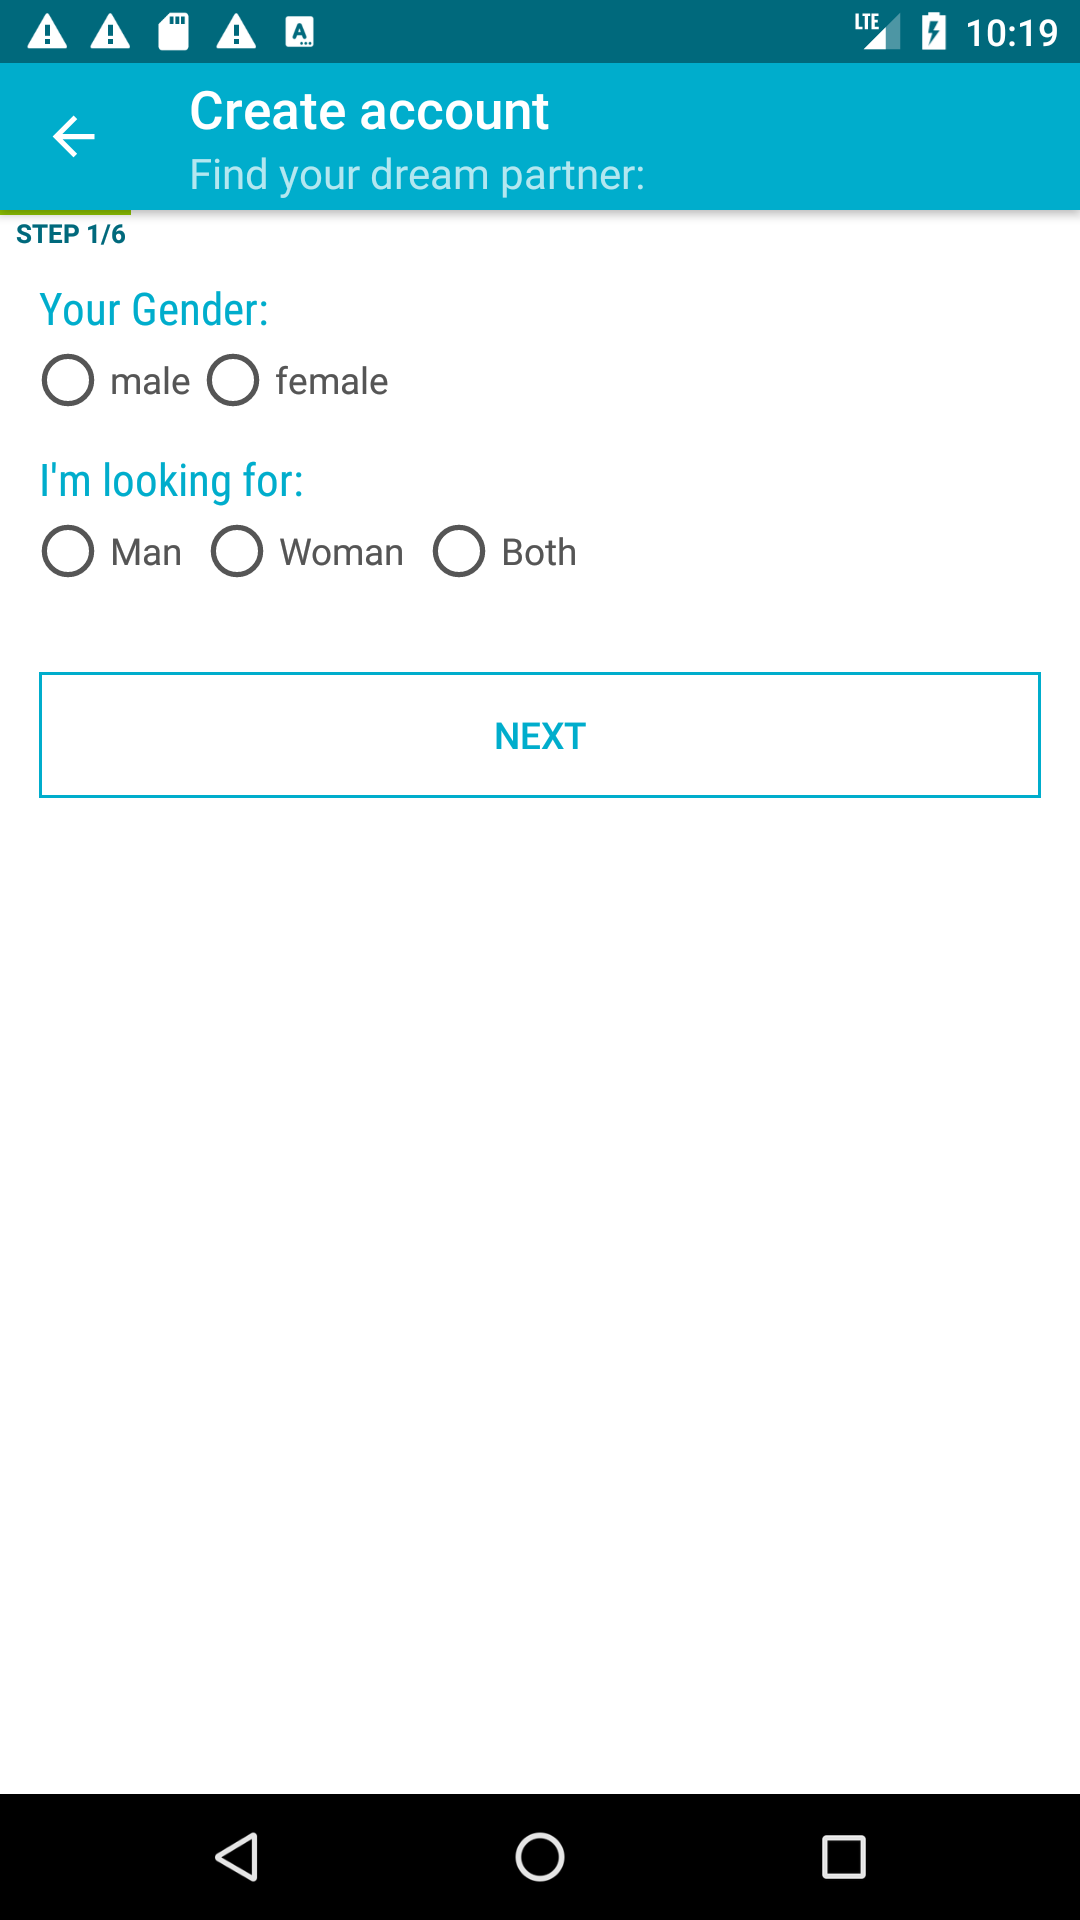 LTE 10:19
Create account
Find your dream partner:
STEP 1/6
Your Gender:
male female
I'm looking for:
Man Woman Both
NEXT